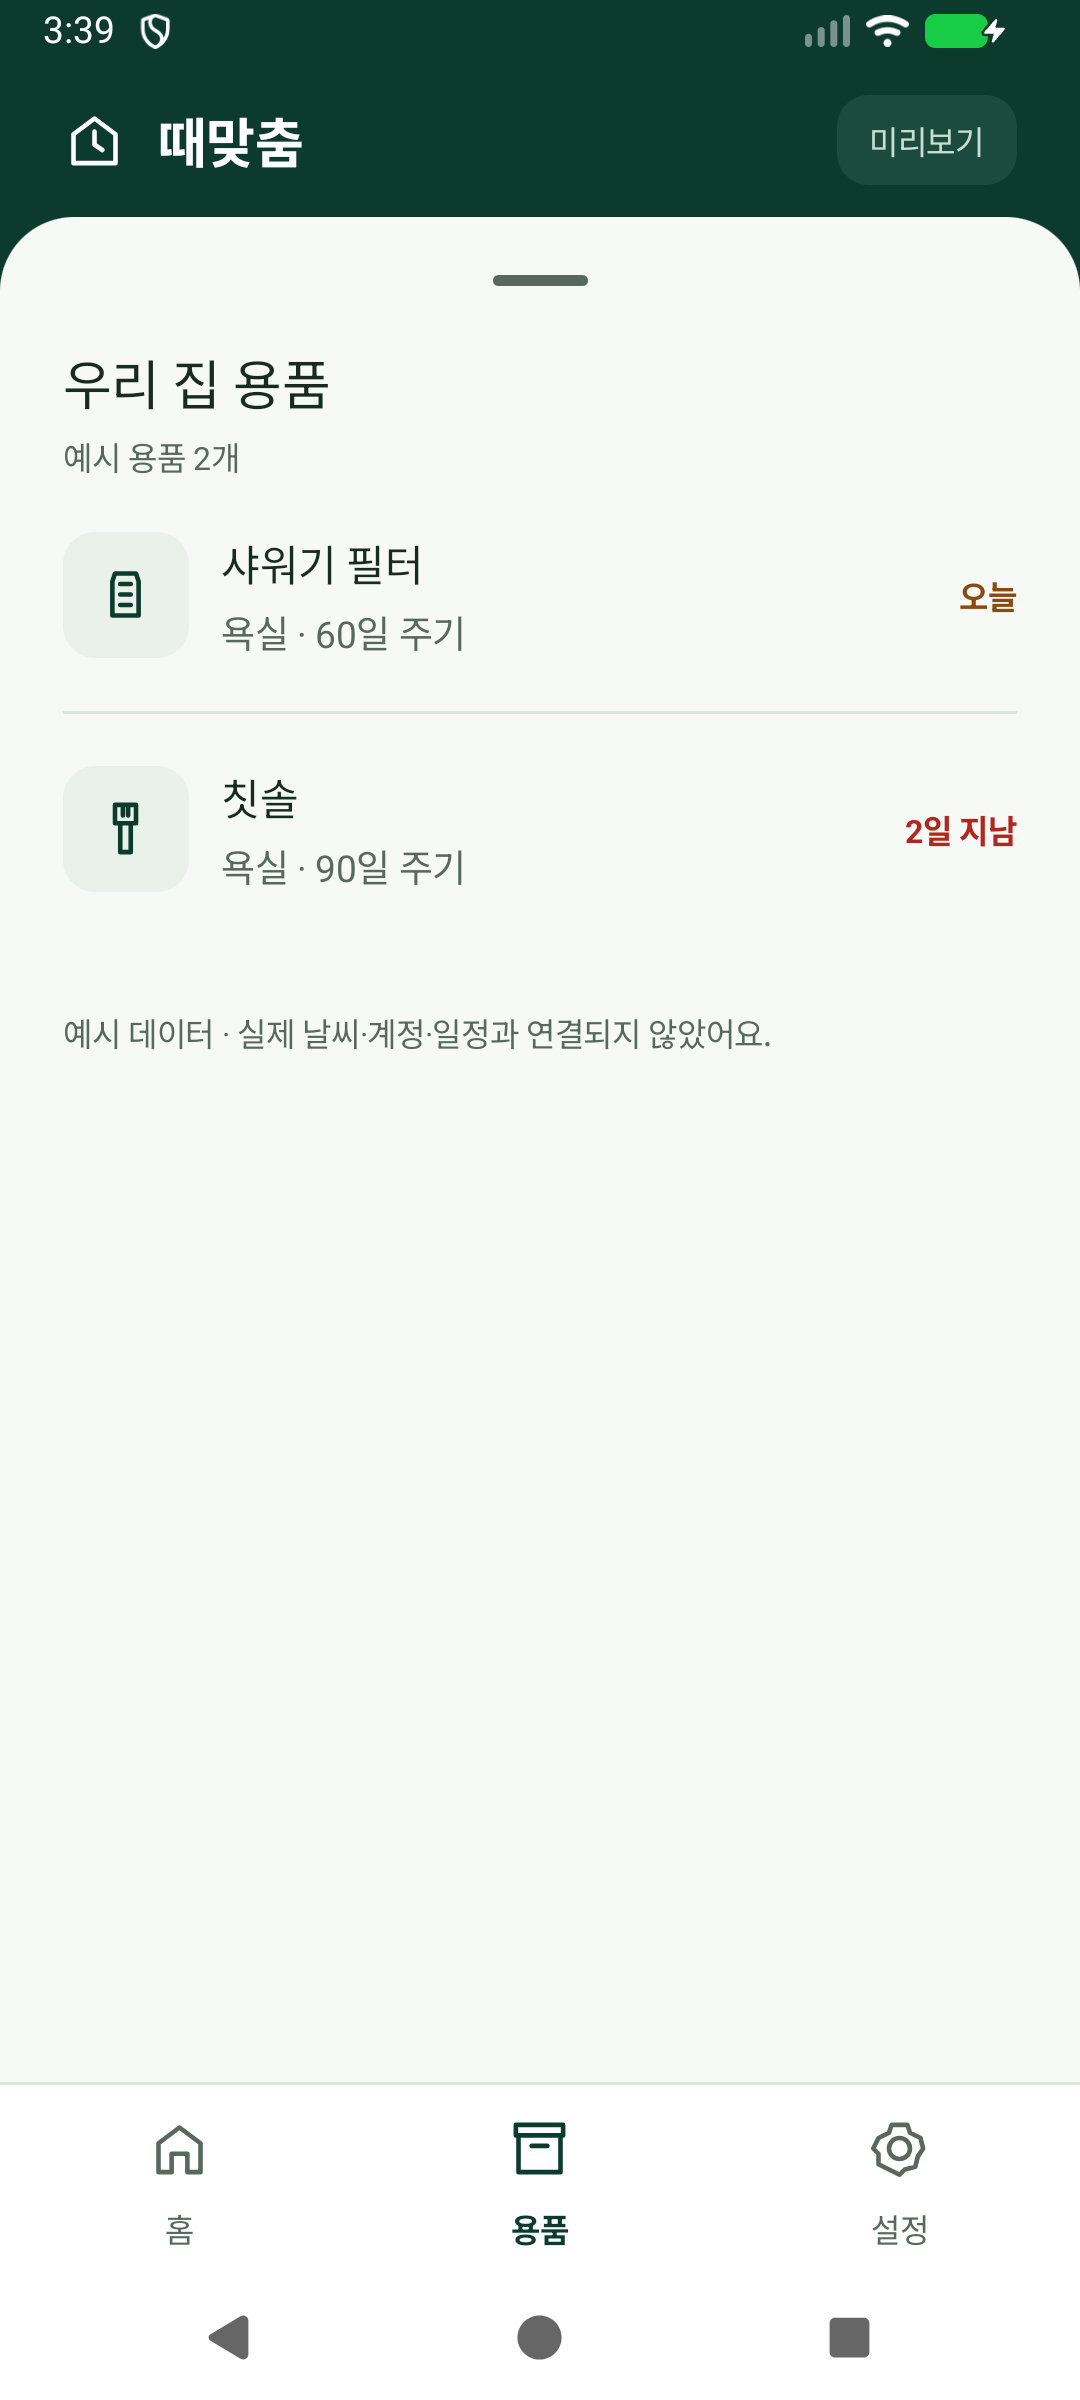 3:39
때맞춤
미리보기
우리 집 용품
예시 용품 2개
샤워기 필터
욕실 · 60일 주기
오늘
칫솔
욕실 · 90일 주기
2일 지남
예시 데이터 · 실제 날씨·계정·일정과 연결되지 않았어요.
홈
용품
설정